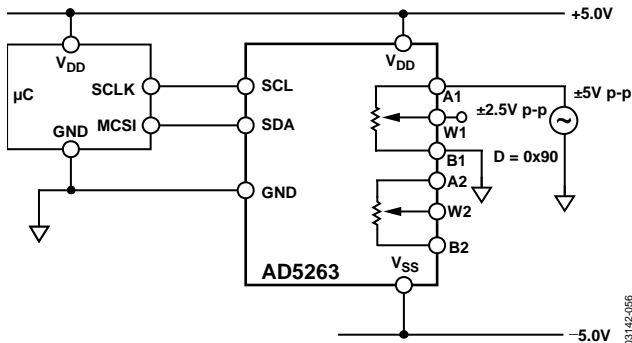 +5.0V
VDD
VDD
µC
SCLK
SCL
A1
±5V p-p
±2.5V p-p
~
MCSI
SDA
W1
GND
B1
D = 0x90
A2
GND
W2
B2
VSS
AD5263
–5.0V
03142-056